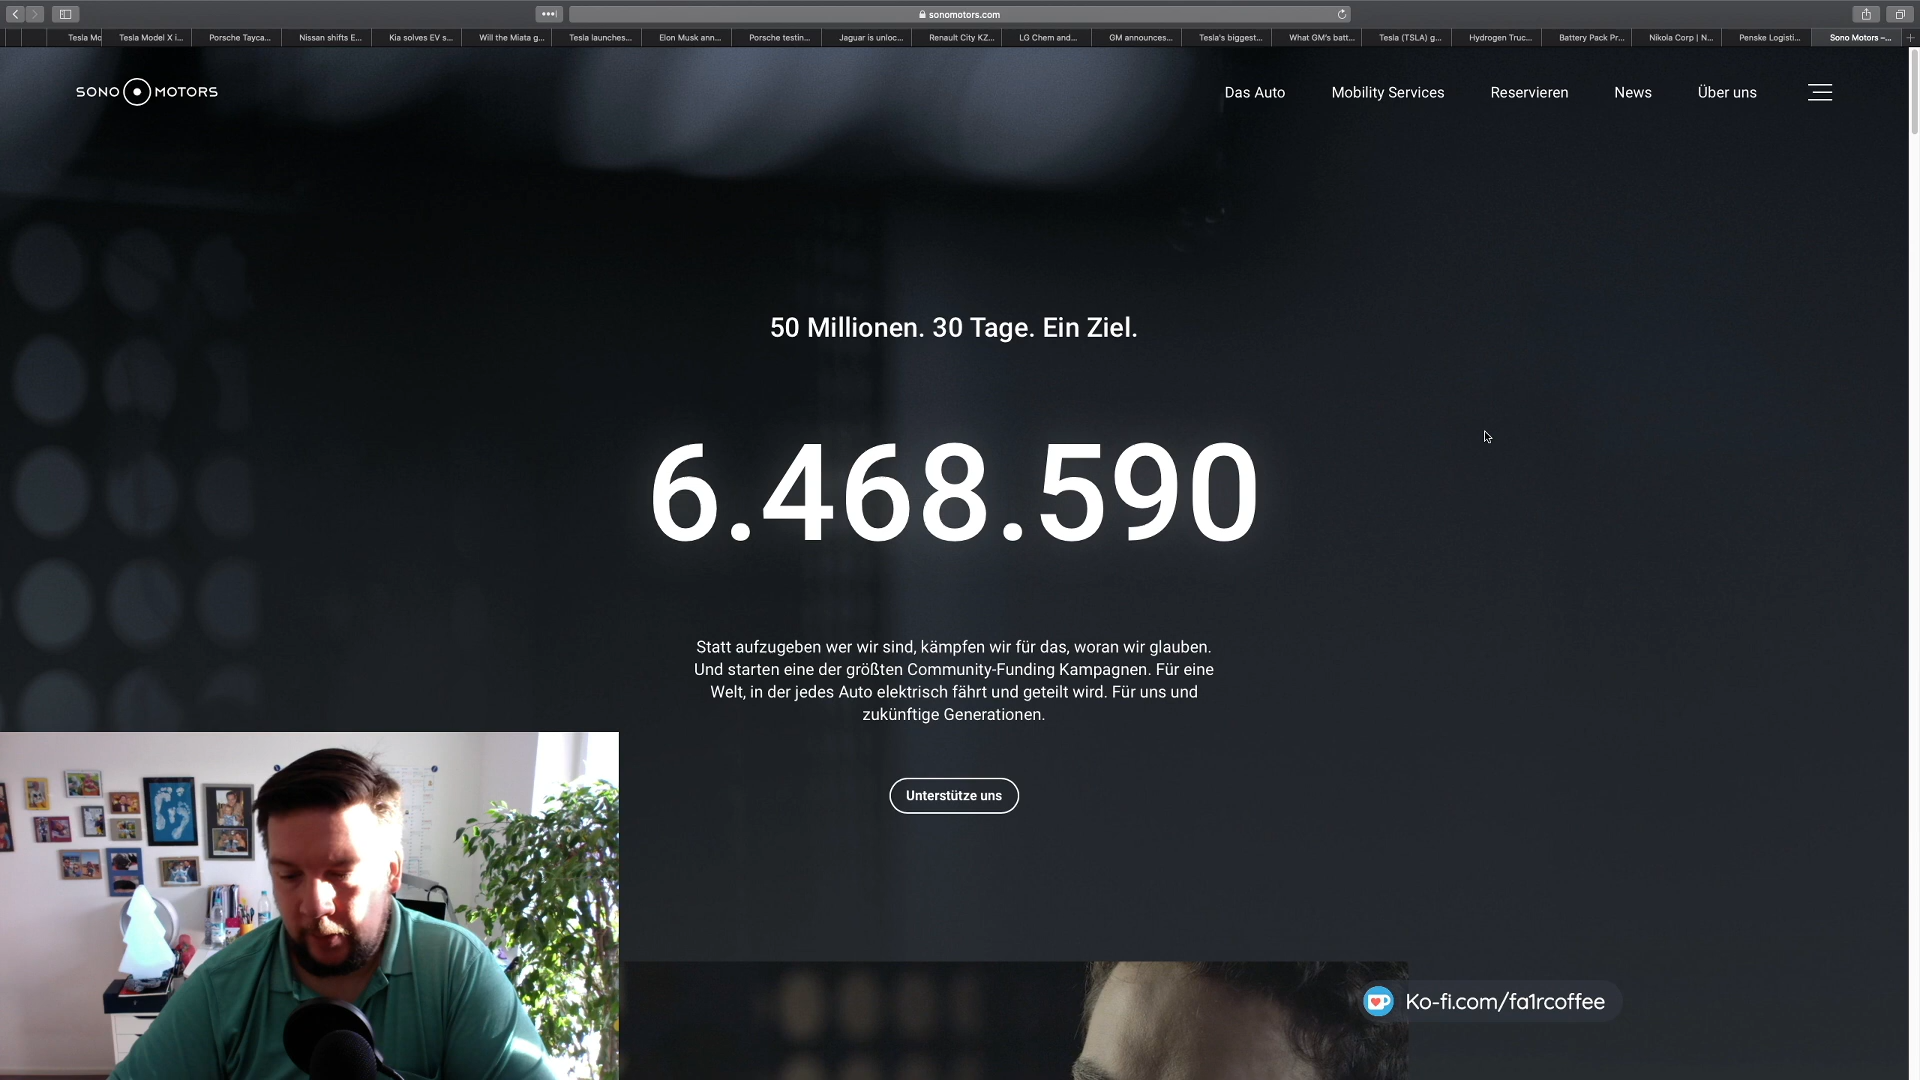 sonomotors.com
Tesla Mo
Tesla Model X i...
Porsche Tayca...
Nissan shifts E...
Kia solves EV s...
Will the Miata g...
Tesla launches...
Elon Musk ann...
Porsche testin...
Jaguar is unloc...
Renault City KZ...
LG Chem and...
GM announces...
Tesla's biggest...
What GM's batt...
Tesla (TSLA) g...
Hydrogen Truc...
Battery Pack Pr...
Nikola Corp | N...
Penske Logisti...
Sono Motors –...
SONO MOTORS
Das Auto
Mobility Services
Reservieren
News
Über uns
50 Millionen. 30 Tage. Ein Ziel.
6.468.590
Statt aufzugeben wer wir sind, kämpfen wir für das, woran wir glauben.
Und starten eine der größten Community-Funding Kampagnen. Für eine
Welt, in der jedes Auto elektrisch fährt und geteilt wird. Für uns und
zukünftige Generationen.
Unterstütze uns
Ko-fi.com/fa1rcoffee